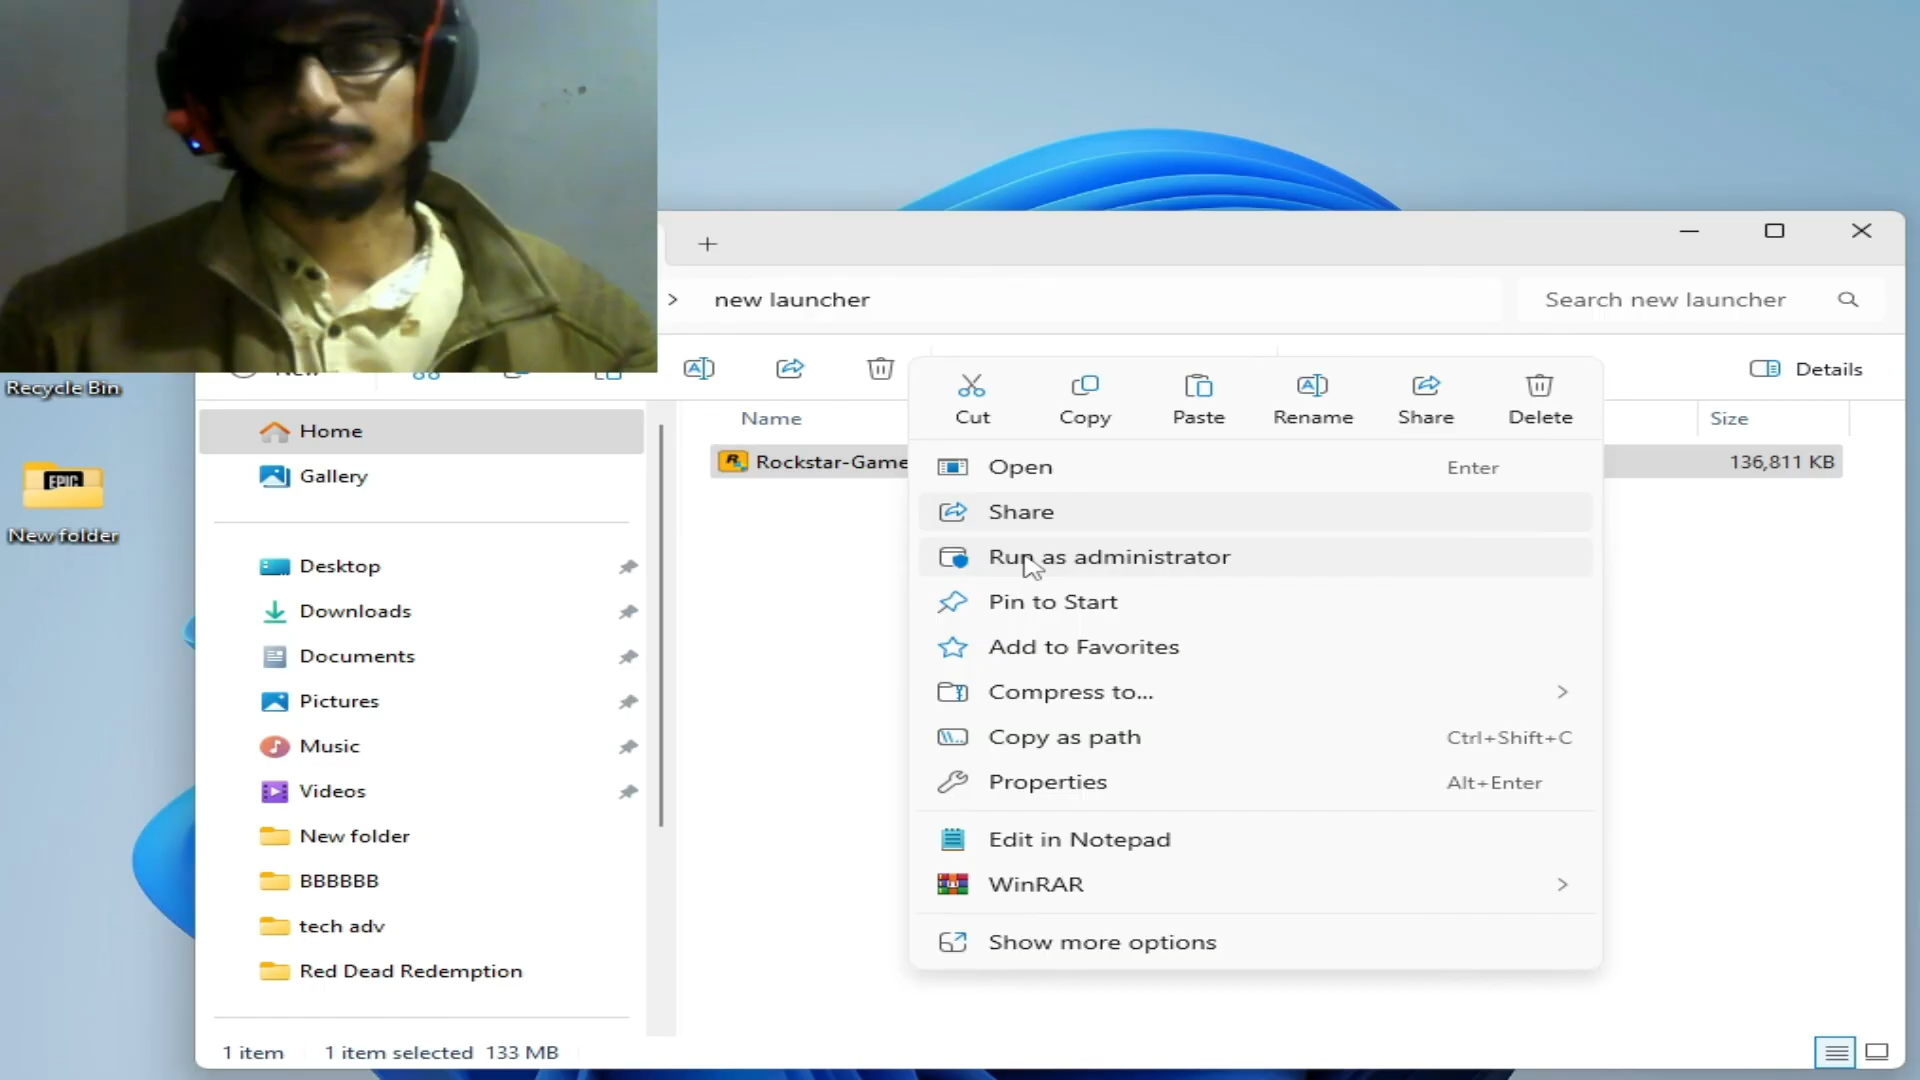 new launcher
Search new launcher
Details
Recycle Bin
EPIC
New folder
Home
Gallery
Desktop
Downloads
Documents
Pictures
Music
Videos
New folder
BBBBBB
tech adv
Red Dead Redemption
Name
Size
Rockstar-Game
136,811 KB
Cut
Copy
Paste
Rename
Share
Delete
Open Enter
Share
Run as administrator
Pin to Start
Add to Favorites
Compress to...
Copy as path Ctrl+Shift+C
Properties Alt+Enter
Edit in Notepad
WinRAR
Show more options
1 item 1 item selected 133 MB